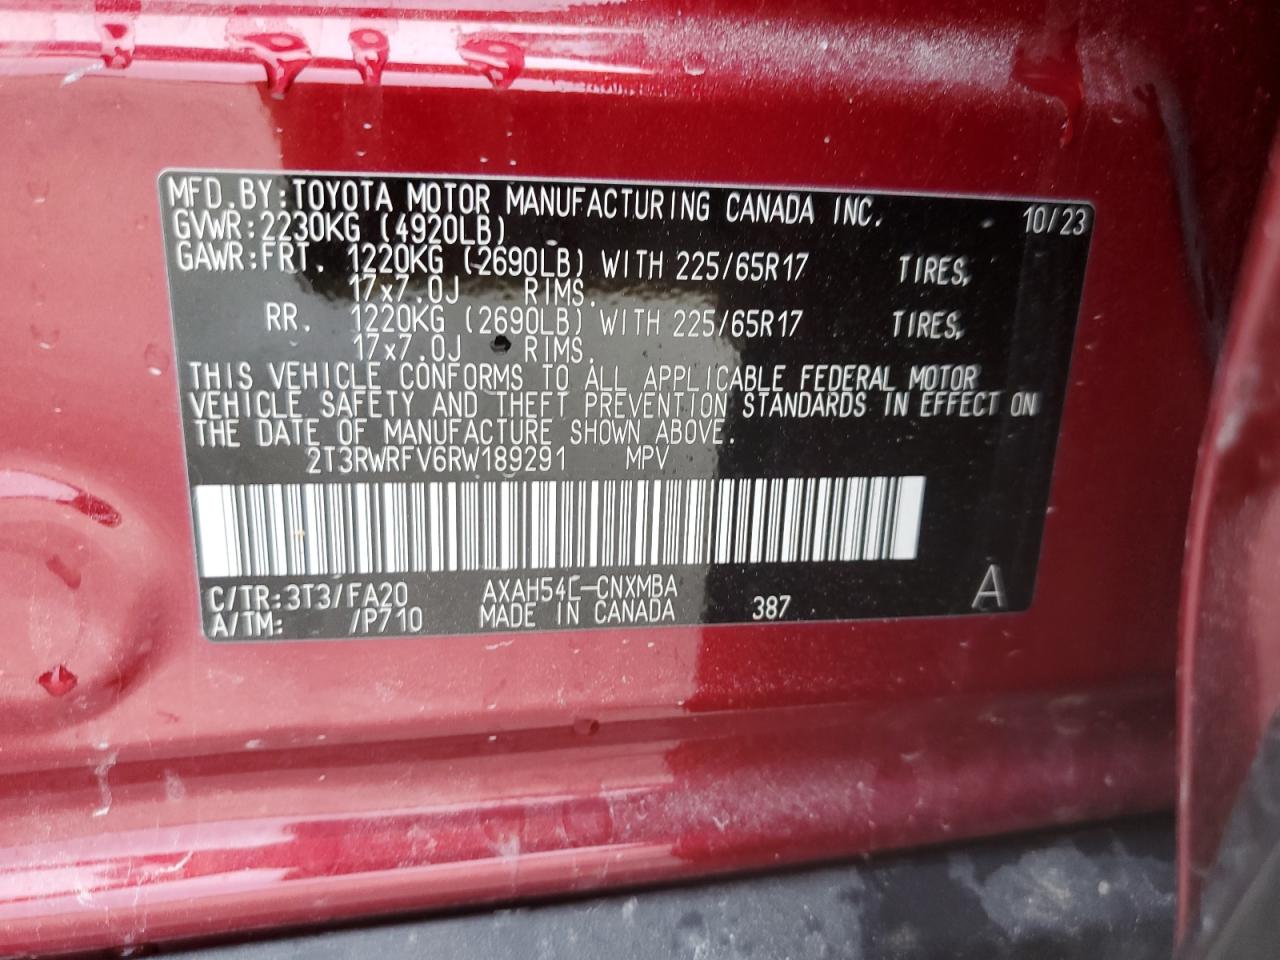 MFD.BY:TOYOTA MOTOR MANUFACTURING CANADA INC. 10/23
GVWR:2230KG (4920LB)
GAWR:FRT. 1220KG (2690LB) WITH 225/65R17 TIRES,
17x7.0J RIMS.
RR. 1220KG (2690LB) WITH 225/65R17 TIRES,
17x7.0J RIMS.
THIS VEHICLE CONFORMS TO ALL APPLICABLE FEDERAL MOTOR
VEHICLE SAFETY AND THEFT PREVENTION STANDARDS IN EFFECT ON
THE DATE OF MANUFACTURE SHOWN ABOVE.
2T3RWRFV6RW189291 MPV
C/TR:3T3/FA20 AXAH54L-CNXMBA
A/TM: /P710 MADE IN CANADA 387 A